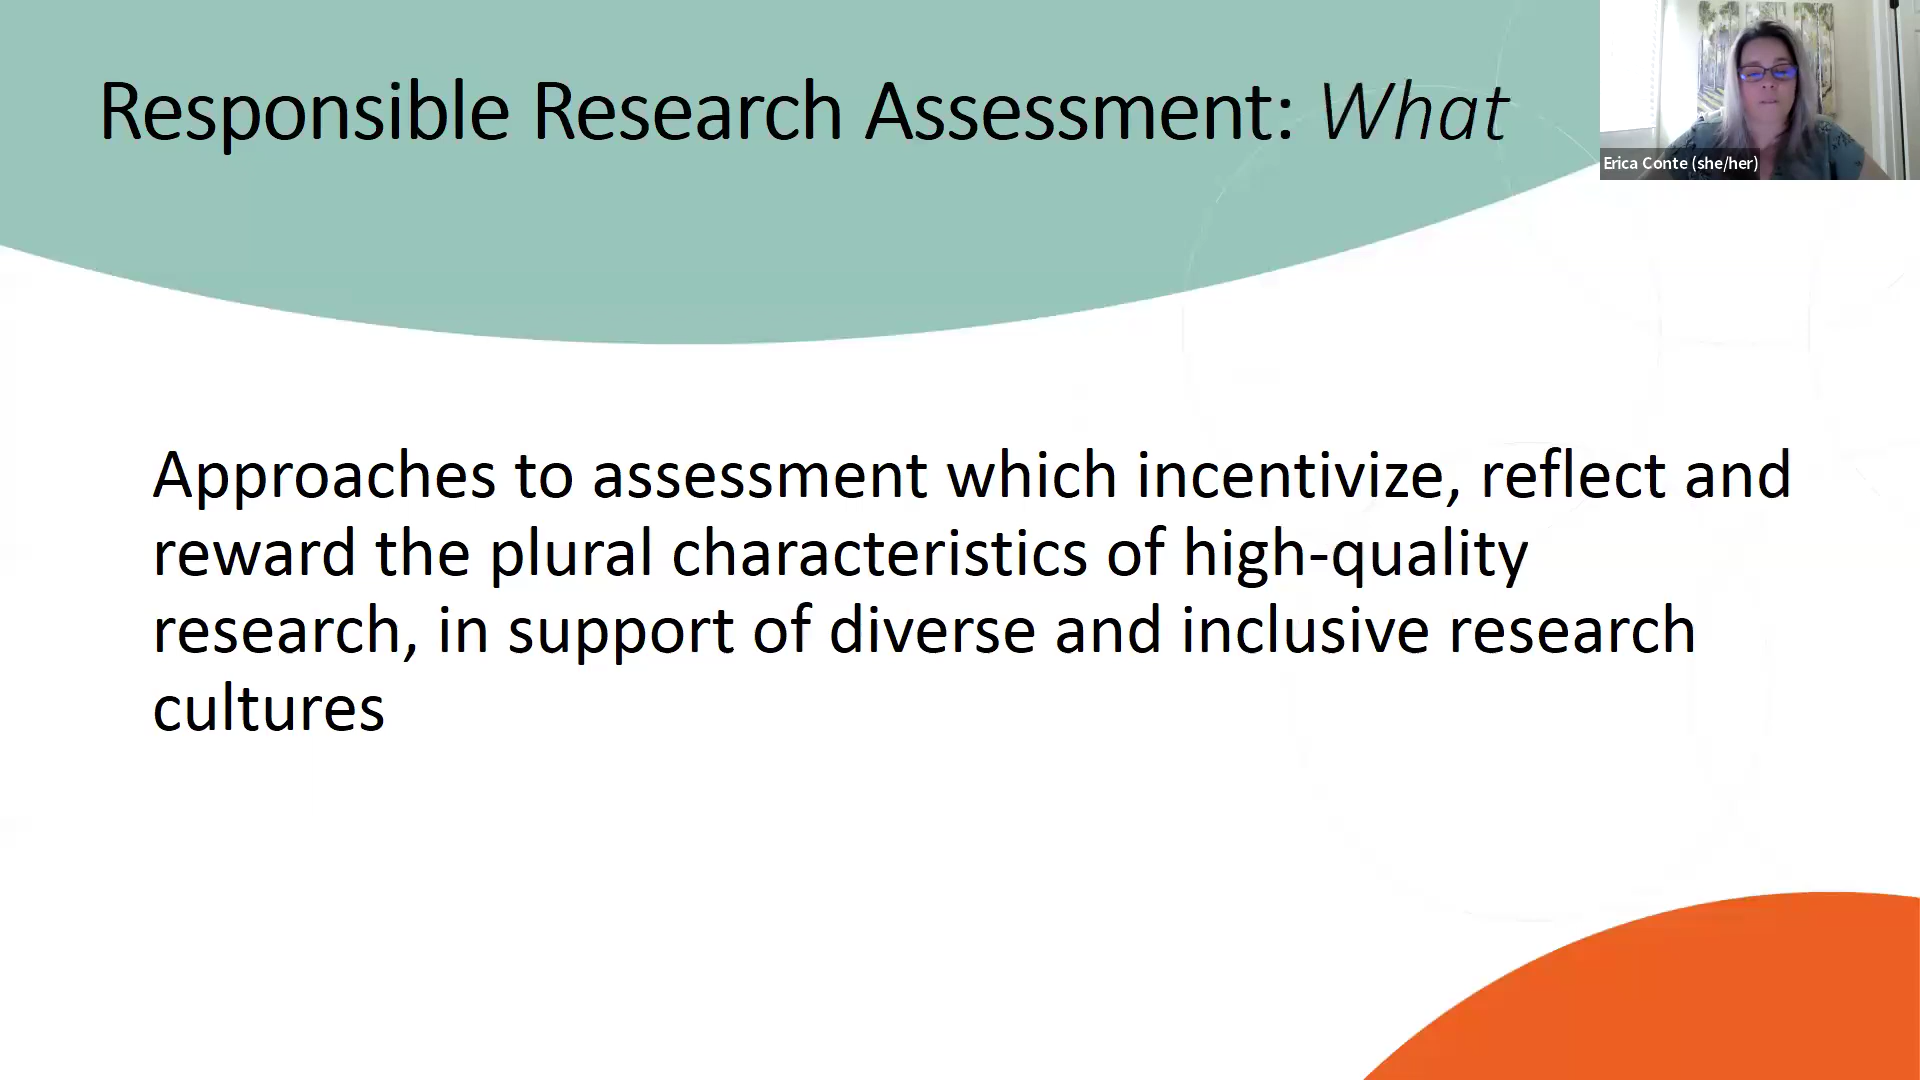 Responsible Research Assessment: What
Erica Conte (she/her)
Approaches to assessment which incentivize, reflect and
reward the plural characteristics of high-quality
research, in support of diverse and inclusive research
cultures